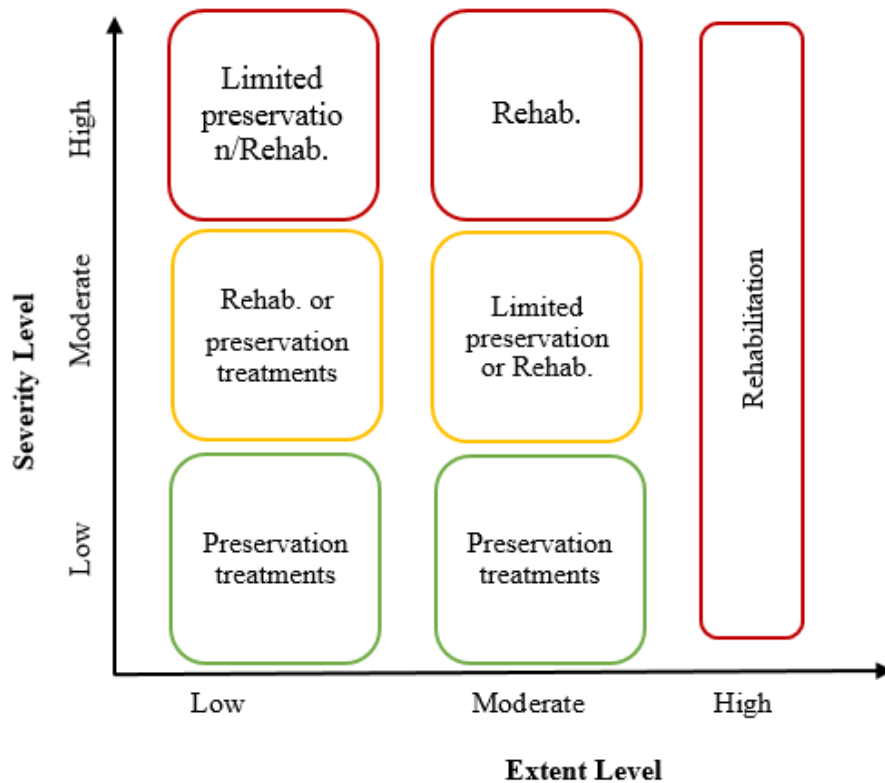 High
Limited
preservatio
n/Rehab.
Rehab.
Severity Level
Moderate
Rehab. or
preservation
treatments
Limited
preservation
or Rehab.
Rehabilitation
Low
Preservation
treatments
Preservation
treatments
Low
Moderate
High
Extent Level